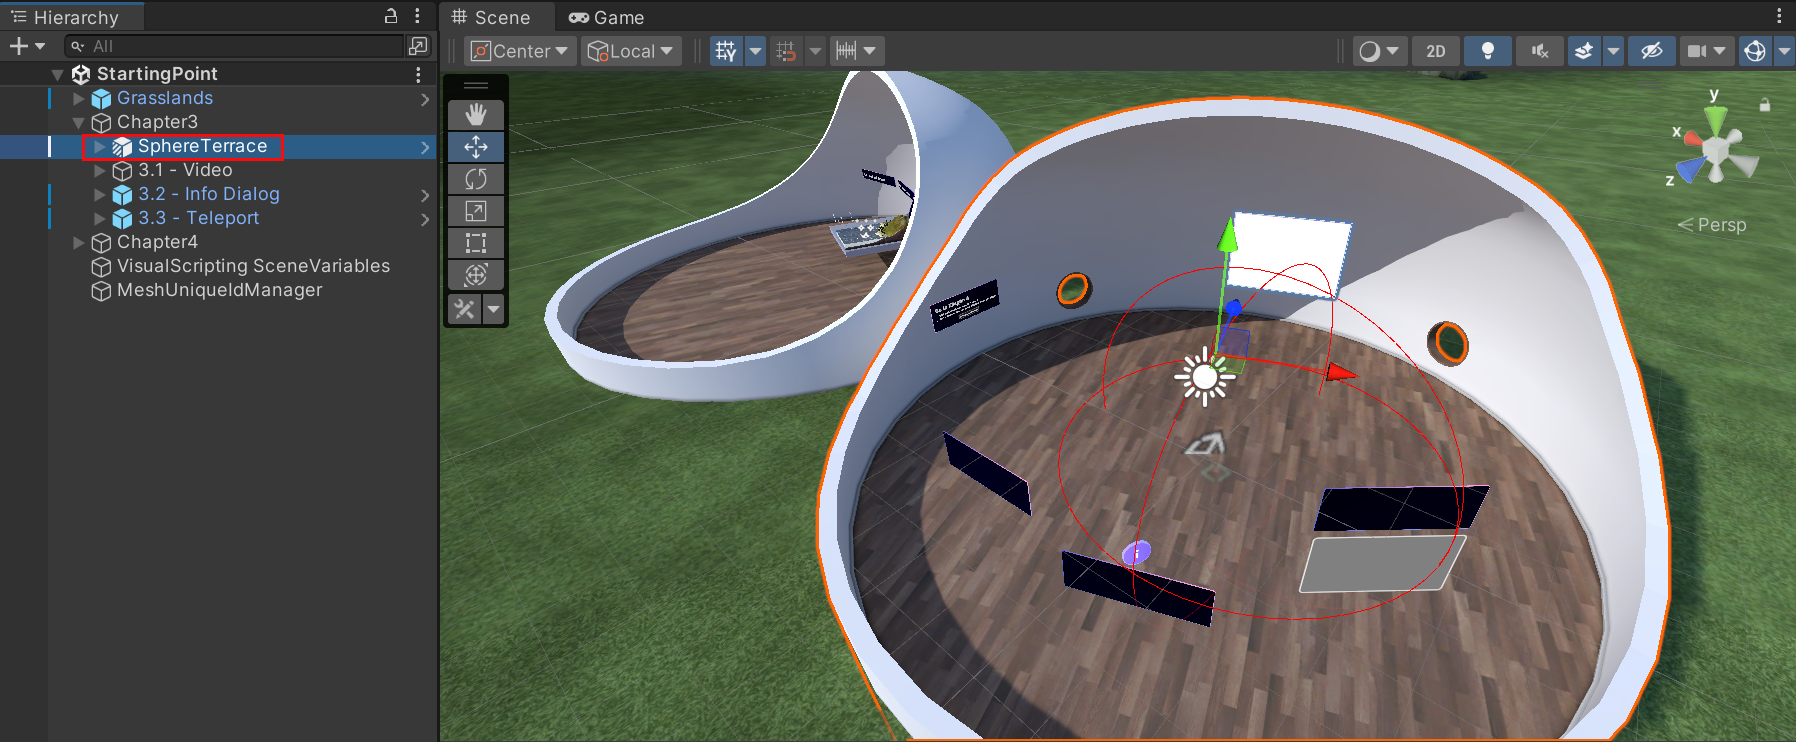 Hierarchy
All
StartingPoint
Grasslands
Chapter3
SphereTerrace
3.1 - Video
3.2 - Info Dialog
3.3 - Teleport
Chapter4
VisualScripting SceneVariables
MeshUniqueIdManager
Scene
Game
Center
Local
2D
y
x
z
Persp